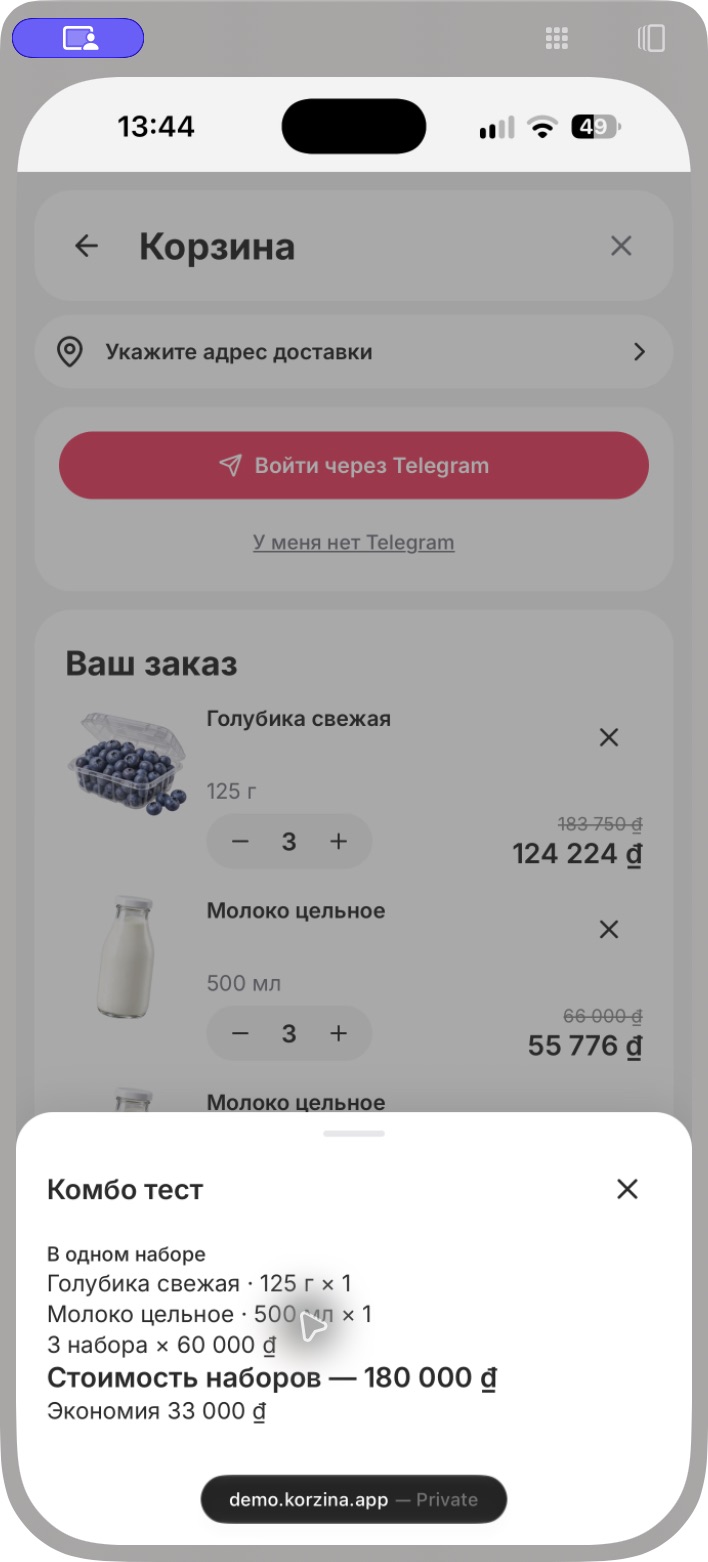 13:44
49
Корзина
Укажите адрес доставки
Войти через Telegram
У меня нет Telegram
Ваш заказ
Голубика свежая
125 г
183 750 ₫
3
124 224 ₫
Молоко цельное
500 мл
66 000 ₫
3
55 776 ₫
Молоко цельное
Комбо тест
В одном наборе
Голубика свежая · 125 г × 1
Молоко цельное · 500 мл × 1
3 набора × 60 000 ₫
Стоимость наборов — 180 000 ₫
Экономия 33 000 ₫
demo.korzina.app — Private